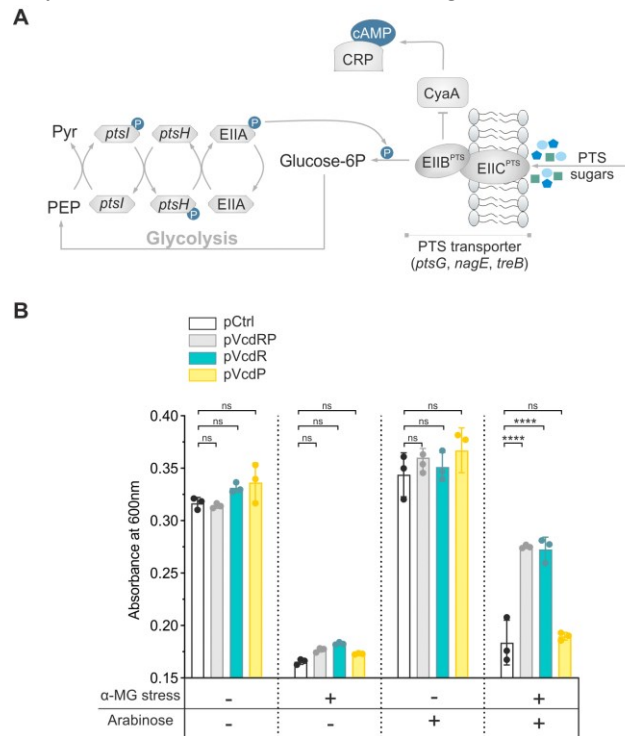 A
cAMP
CRP
CyaA
Pyr
ptsI
P
ptsH
EIIA
P
P
Glucose-6P
EIIB PTS
EIIC PTS
PTS
sugars
PEP
ptsI
ptsH
P
EIIA
Glycolysis
PTS transporter
(ptsG, nagE, treB)
B
pCtrl
pVcdRP
pVcdR
pVcdP
ns ns ns ns
ns ns ns ****
ns ns ns ****
0.40
0.35
0.30
0.25
0.20
0.15
Absorbance at 600nm
α-MG stress - + - +
Arabinose - - + +